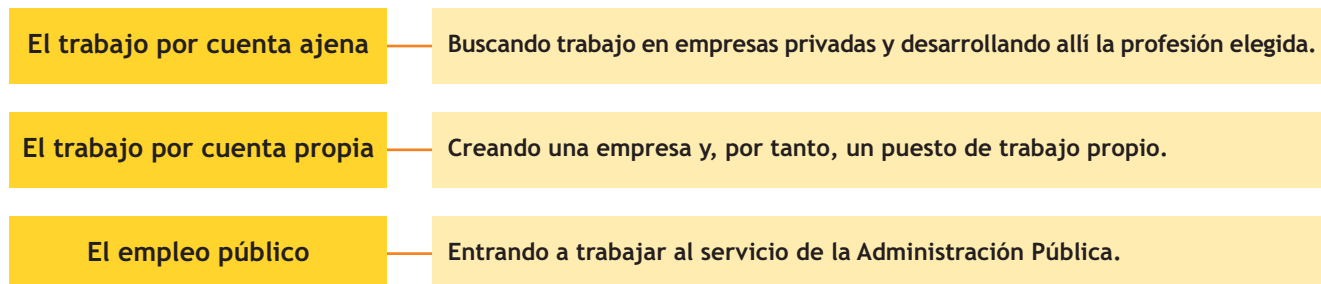 El trabajo por cuenta ajena
Buscando trabajo en empresas privadas y desarrollando allí la profesión elegida.
El trabajo por cuenta propia
Creando una empresa y, por tanto, un puesto de trabajo propio.
El empleo público
Entrando a trabajar al servicio de la Administración Pública.